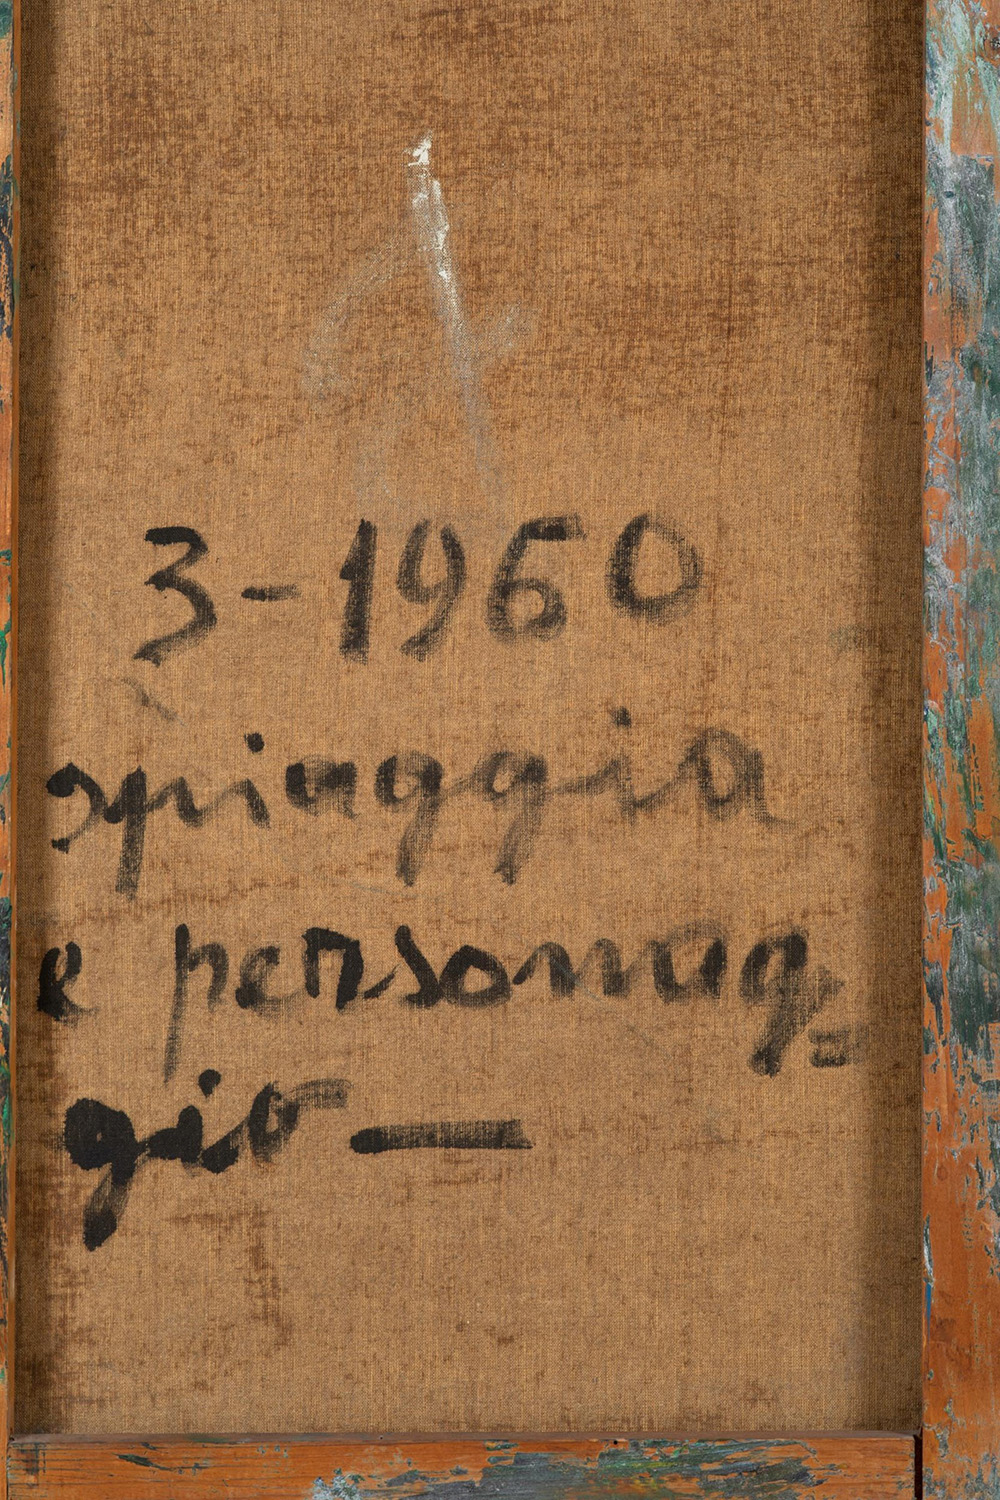 3-1960
spiaggia
e personag=
gio —